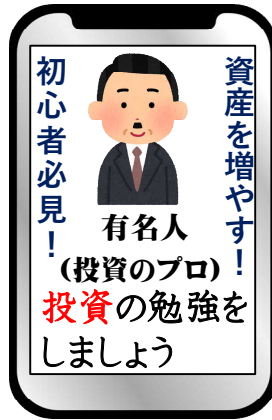 資産を増やす！
初心者必見！
有名人
(投資のプロ)
投資の勉強を
しましょう